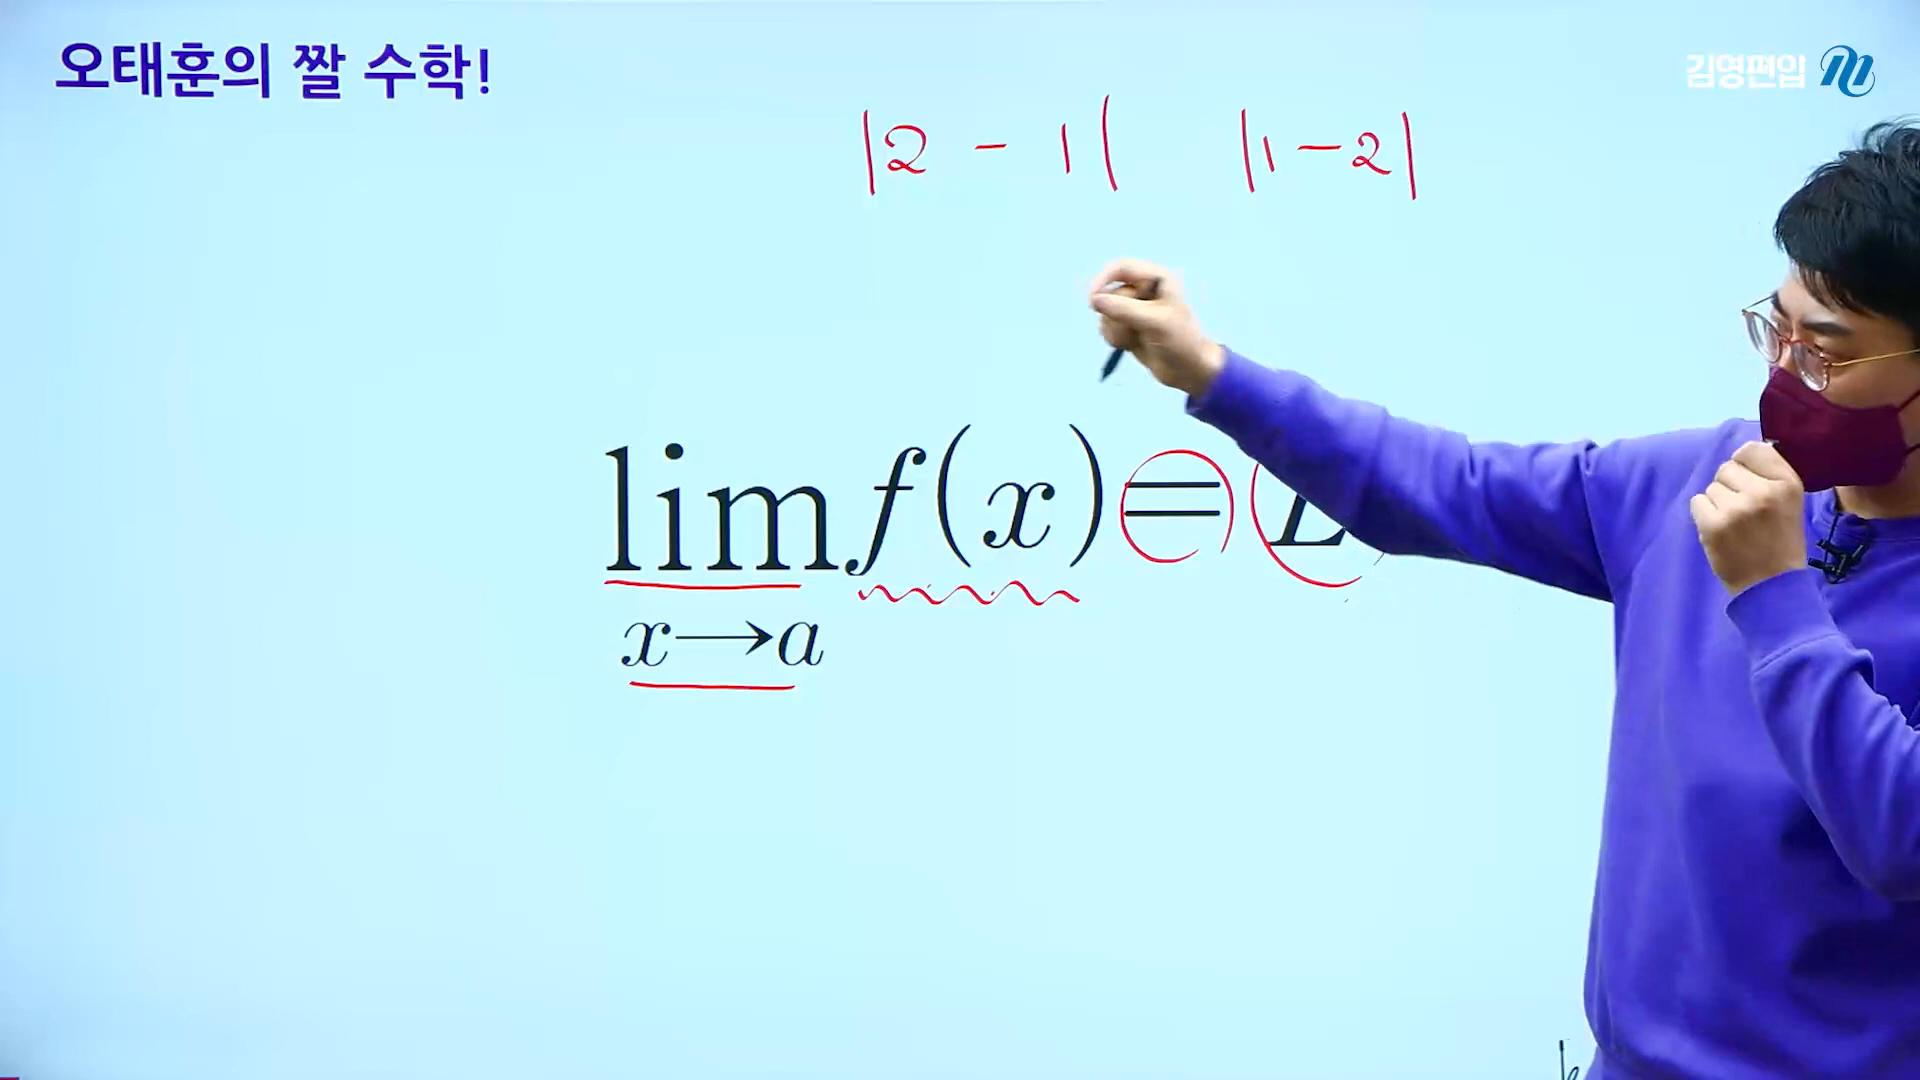 오태훈의 짤 수학!
김영편입
|2 - 1| |1-2|
lim f(x) = L
x→a